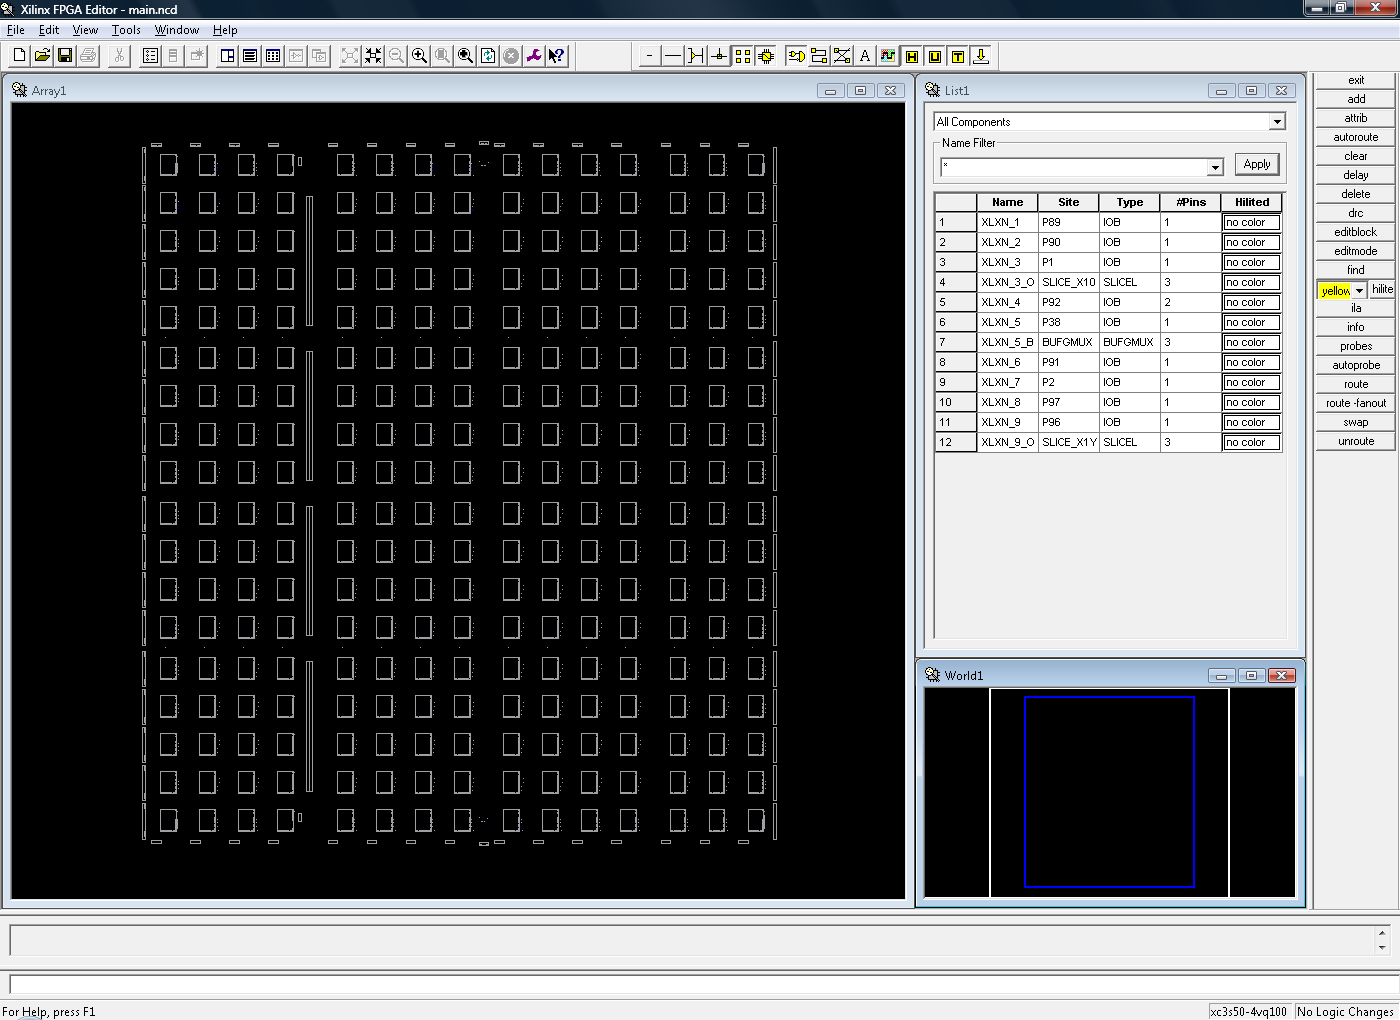 Xilinx FPGA Editor - main.ncd
File Edit View Tools Window Help
A H U T
Array1
List1
All Components
Name Filter
*
Apply
Name Site Type #Pins Hilited
1 XLXN_1 P89 IOB 1 no color
2 XLXN_2 P90 IOB 1 no color
3 XLXN_3 P1 IOB 1 no color
4 XLXN_3_O SLICE_X10 SLICEL 3 no color
5 XLXN_4 P92 IOB 2 no color
6 XLXN_5 P38 IOB 1 no color
7 XLXN_5_B BUFGMUX BUFGMUX 3 no color
8 XLXN_6 P91 IOB 1 no color
9 XLXN_7 P2 IOB 1 no color
10 XLXN_8 P97 IOB 1 no color
11 XLXN_9 P96 IOB 1 no color
12 XLXN_9_O SLICE_X1Y SLICEL 3 no color
World1
exit
add
attrib
autoroute
clear
delay
delete
drc
editblock
editmode
find
yellow hilite
ila
info
probes
autoprobe
route
route -fanout
swap
unroute
For Help, press F1
xc3s50-4vq100 No Logic Changes